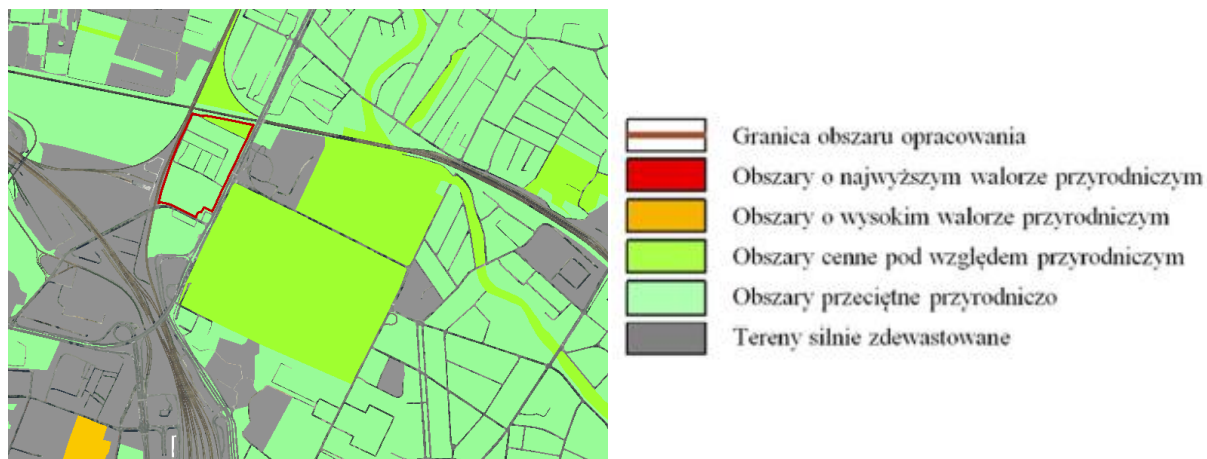 Granica obszaru opracowania
Obszary o najwyższym walorze przyrodniczym
Obszary o wysokim walorze przyrodniczym
Obszary cenne pod względem przyrodniczym
Obszary przeciętne przyrodniczo
Tereny silnie zdewastowane